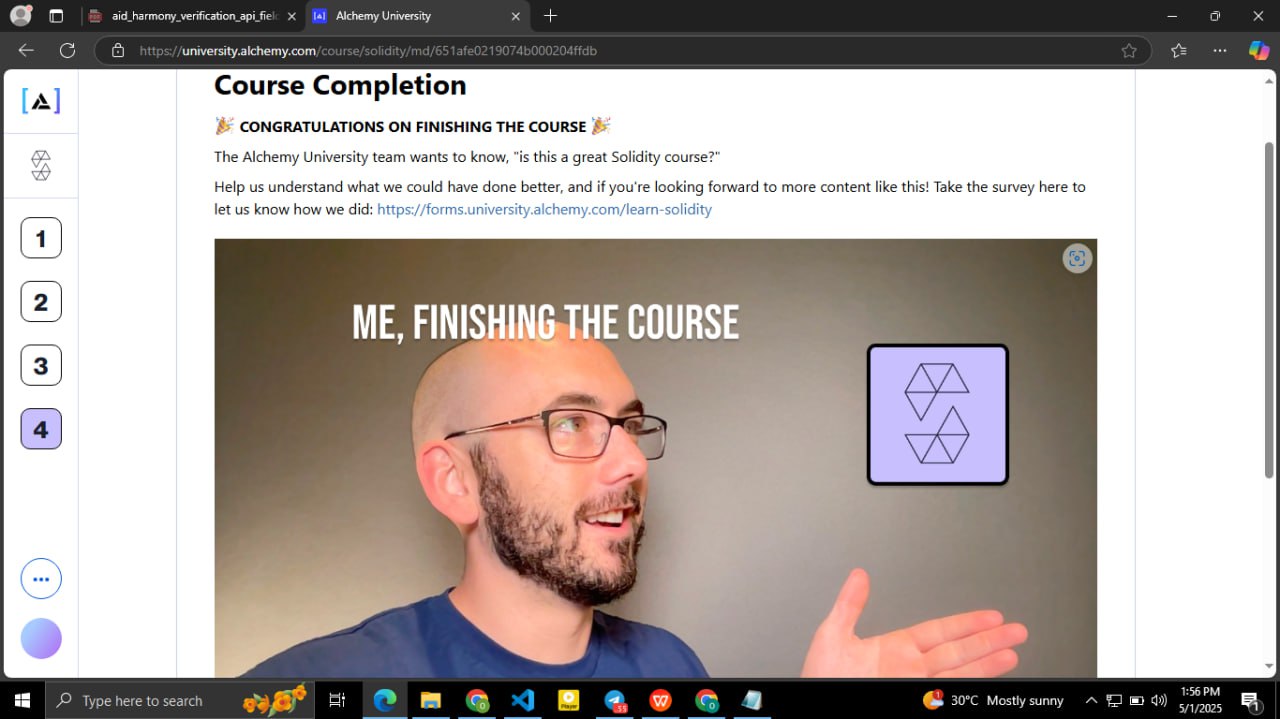 aid_harmony_verification_api_fiel
Alchemy University
https://university.alchemy.com/course/solidity/md/651afe0219074b000204ffdb
Course Completion
🎉 CONGRATULATIONS ON FINISHING THE COURSE 🎉
The Alchemy University team wants to know, "is this a great Solidity course?"
Help us understand what we could have done better, and if you're looking forward to more content like this! Take the survey here to
let us know how we did: https://forms.university.alchemy.com/learn-solidity
1
2
3
4
ME, FINISHING THE COURSE
Type here to search
Player
33
1
30°C Mostly sunny
1:56 PM
5/1/2025
1